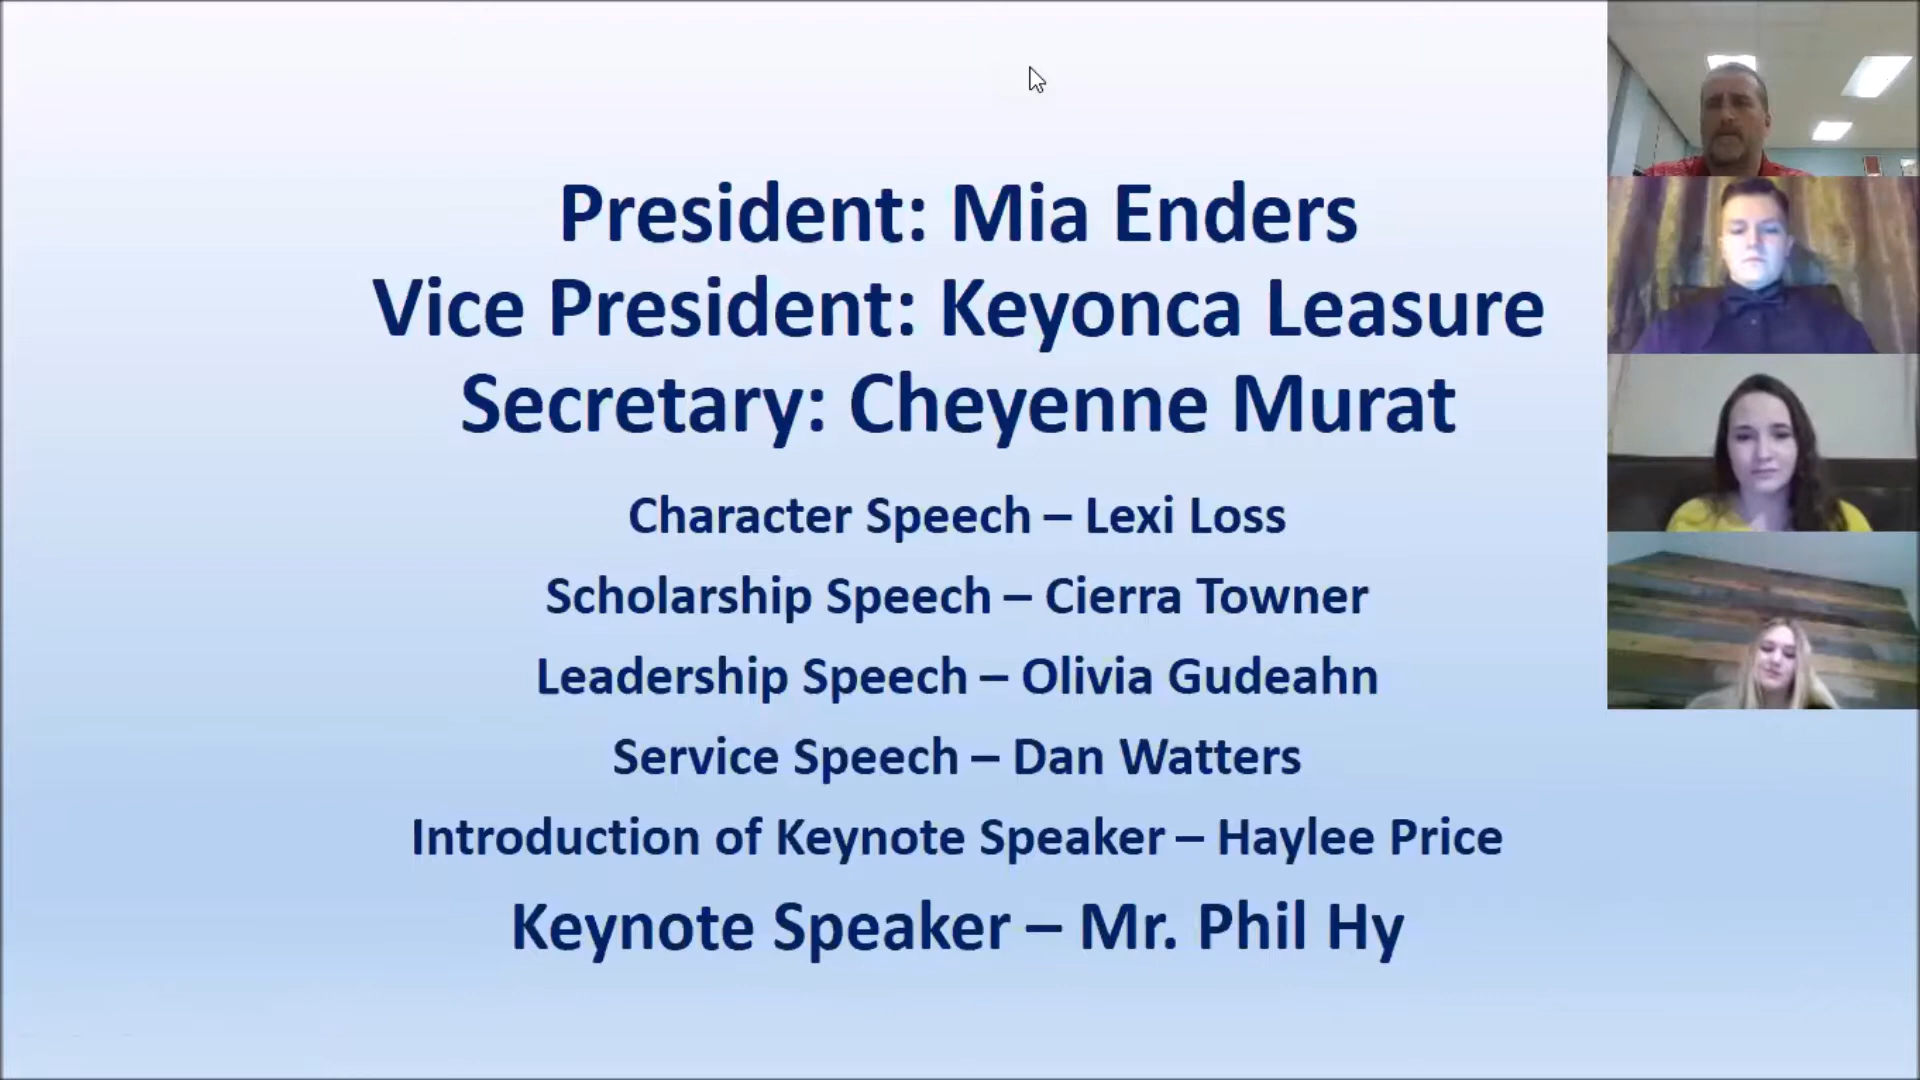 President: Mia Enders
Vice President: Keyonca Leasure
Secretary: Cheyenne Murat
Character Speech – Lexi Loss
Scholarship Speech – Cierra Towner
Leadership Speech – Olivia Gudeahn
Service Speech – Dan Watters
Introduction of Keynote Speaker – Haylee Price
Keynote Speaker – Mr. Phil Hy